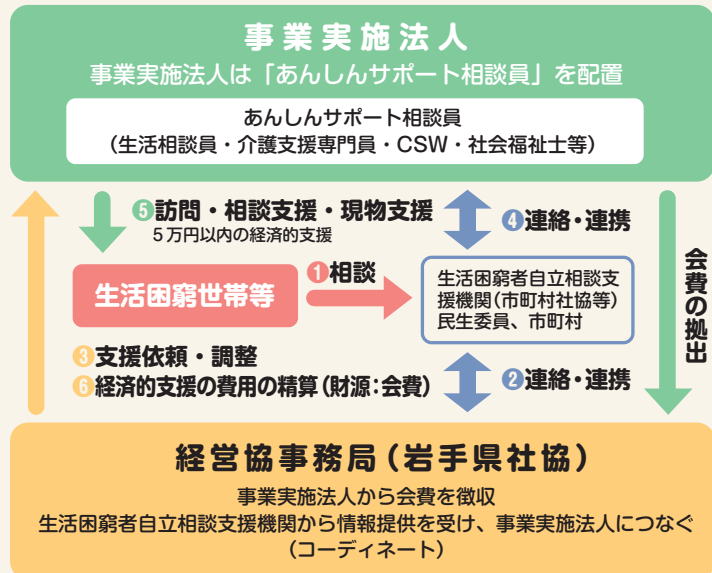 事業実施法人
事業実施法人は「あんしんサポート相談員」を配置
あんしんサポート相談員
(生活相談員・介護支援専門員・CSW・社会福祉士等)
❺訪問・相談支援・現物支援
5万円以内の経済的支援
❹連絡・連携
会費の拠出
生活困窮世帯等
❶相談
生活困窮者自立相談支
援機関(市町村社協等)
民生委員、市町村
❸支援依頼・調整
❻経済的支援の費用の精算(財源:会費)
❷連絡・連携
経営協事務局(岩手県社協)
事業実施法人から会費を徴収
生活困窮者自立相談支援機関から情報提供を受け、事業実施法人につなぐ
(コーディネート)